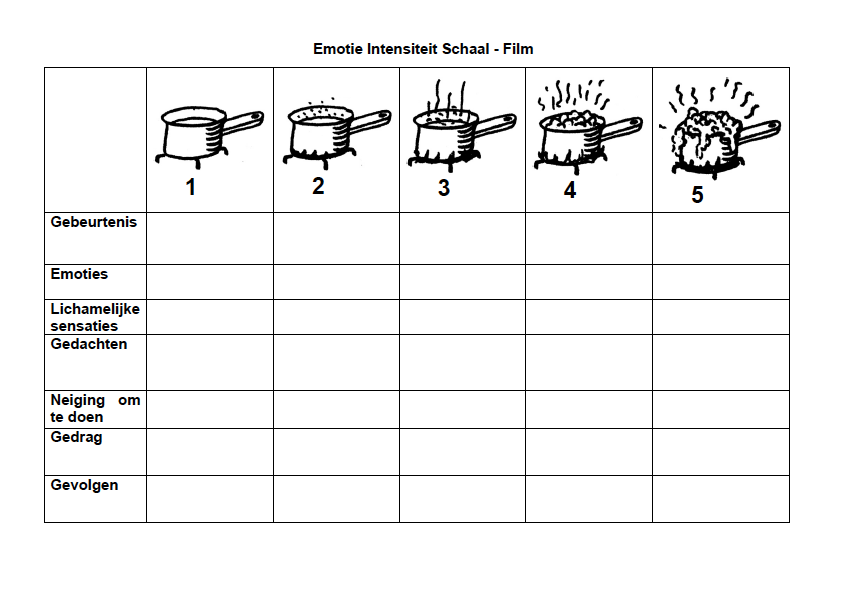 Emotie Intensiteit Schaal - Film
1 2 3 4 5
Gebeurtenis
Emoties
Lichamelijke
sensaties
Gedachten
Neiging om
te doen
Gedrag
Gevolgen